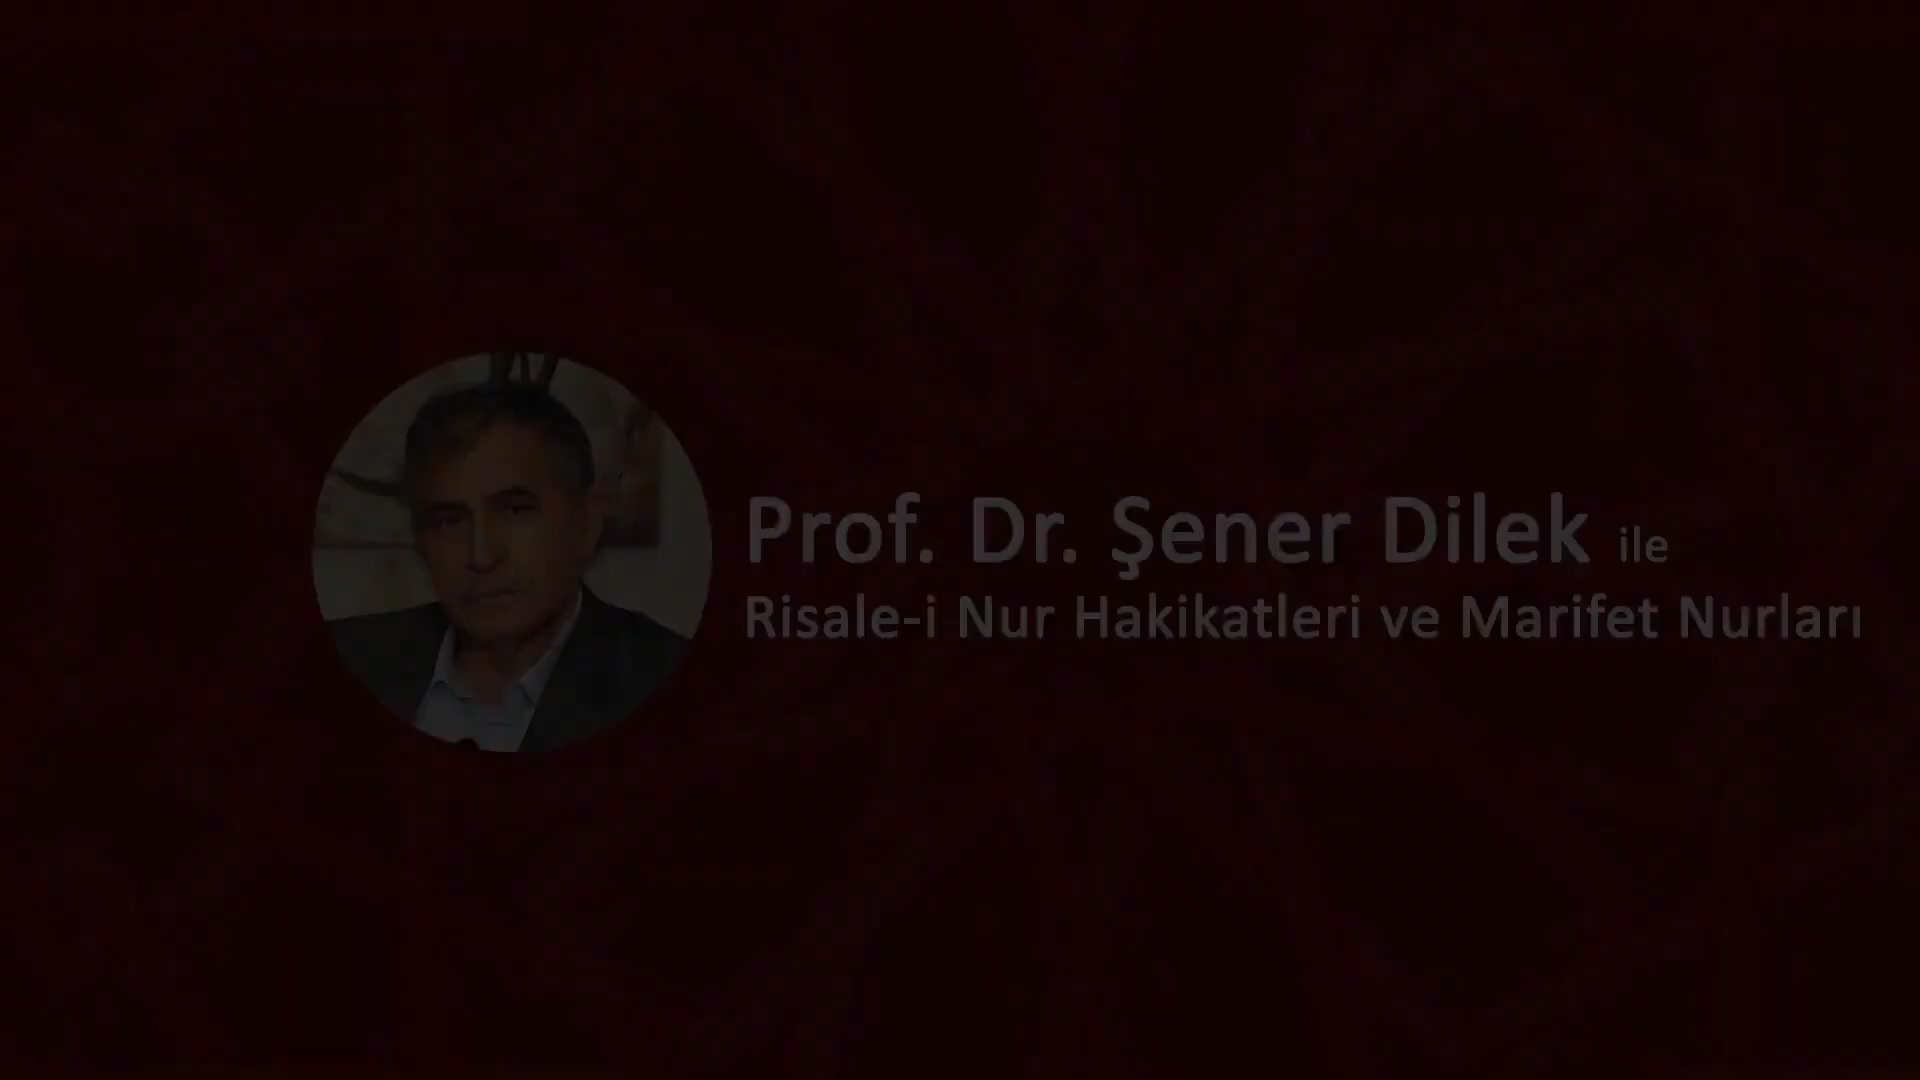 Prof. Dr. Şener Dilek ile
Risale-i Nur Hakikatleri ve Marifet Nurları